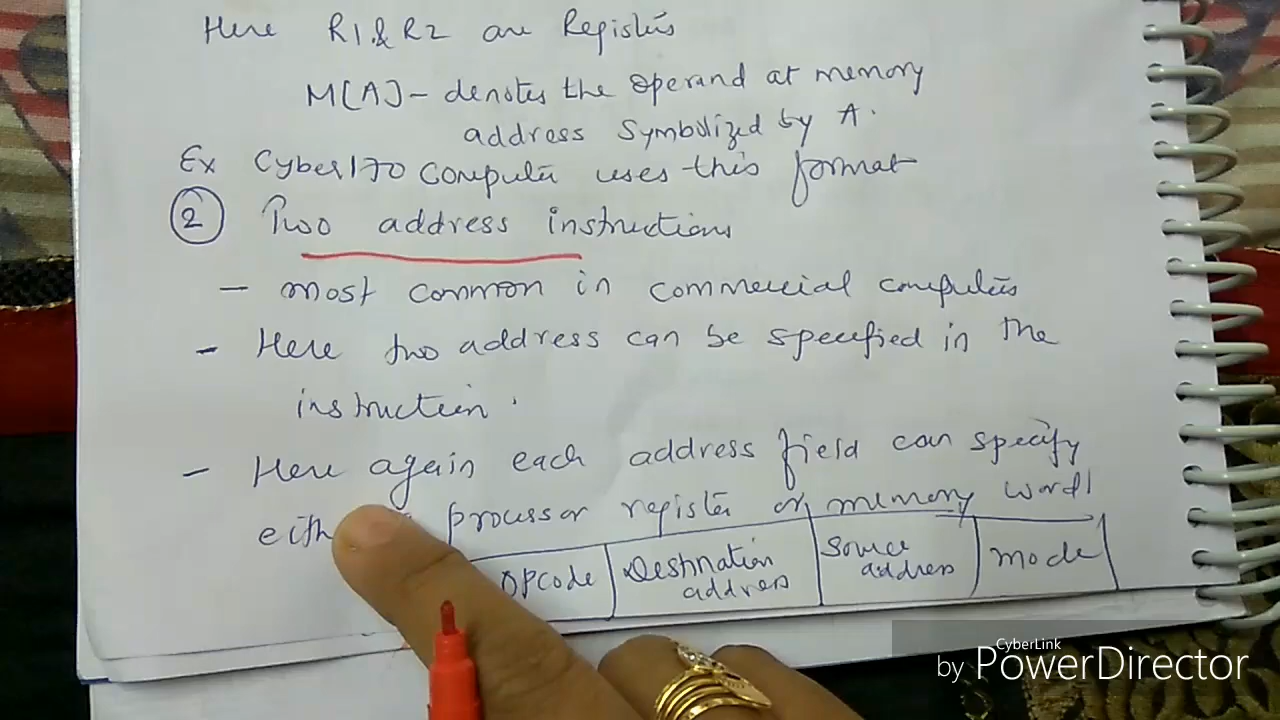 Here R1 & R2 are Registers
M[A] - denotes the operand at memory
address symbolized by A.
Ex Cyber170 Computer uses this format
2 Two address instructions
- most common in commercial computers
- Here two address can be specified in the
instruction.
- Here again each address field can specify
processor register or memory word
OPcode Destination address Source address mode
CyberLink
by PowerDirector